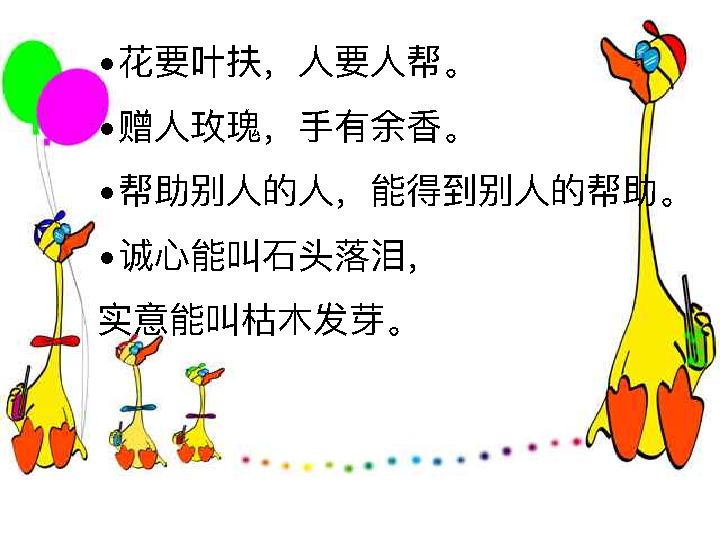 •花要叶扶，人要人帮。
•赠人玫瑰，手有余香。
•帮助别人的人，能得到别人的帮助。
•诚心能叫石头落泪，
实意能叫枯木发芽。